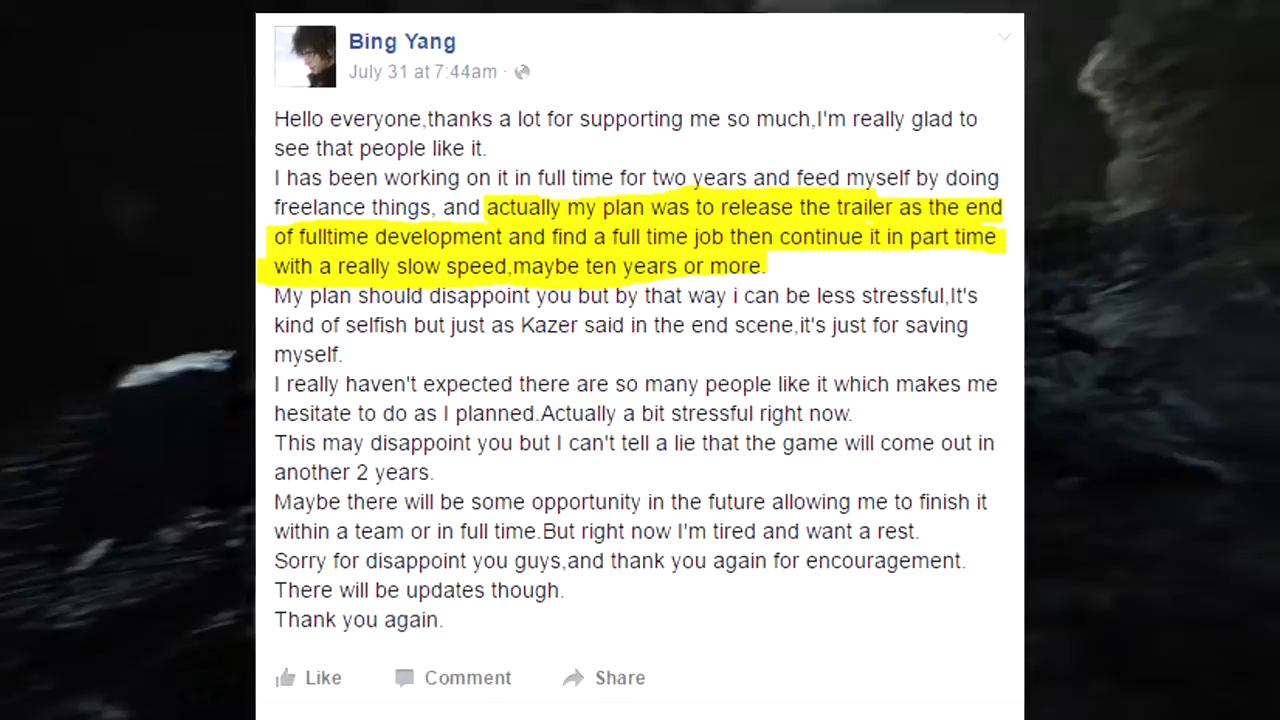 Bing Yang
July 31 at 7:44am ·
Hello everyone,thanks a lot for supporting me so much,I'm really glad to
see that people like it.
I has been working on it in full time for two years and feed myself by doing
freelance things, and actually my plan was to release the trailer as the end
of fulltime development and find a full time job then continue it in part time
with a really slow speed,maybe ten years or more.
My plan should disappoint you but by that way i can be less stressful,It's
kind of selfish but just as Kazer said in the end scene,it's just for saving
myself.
I really haven't expected there are so many people like it which makes me
hesitate to do as I planned.Actually a bit stressful right now.
This may disappoint you but I can't tell a lie that the game will come out in
another 2 years.
Maybe there will be some opportunity in the future allowing me to finish it
within a team or in full time.But right now I'm tired and want a rest.
Sorry for disappoint you guys,and thank you again for encouragement.
There will be updates though.
Thank you again.
Like Comment Share